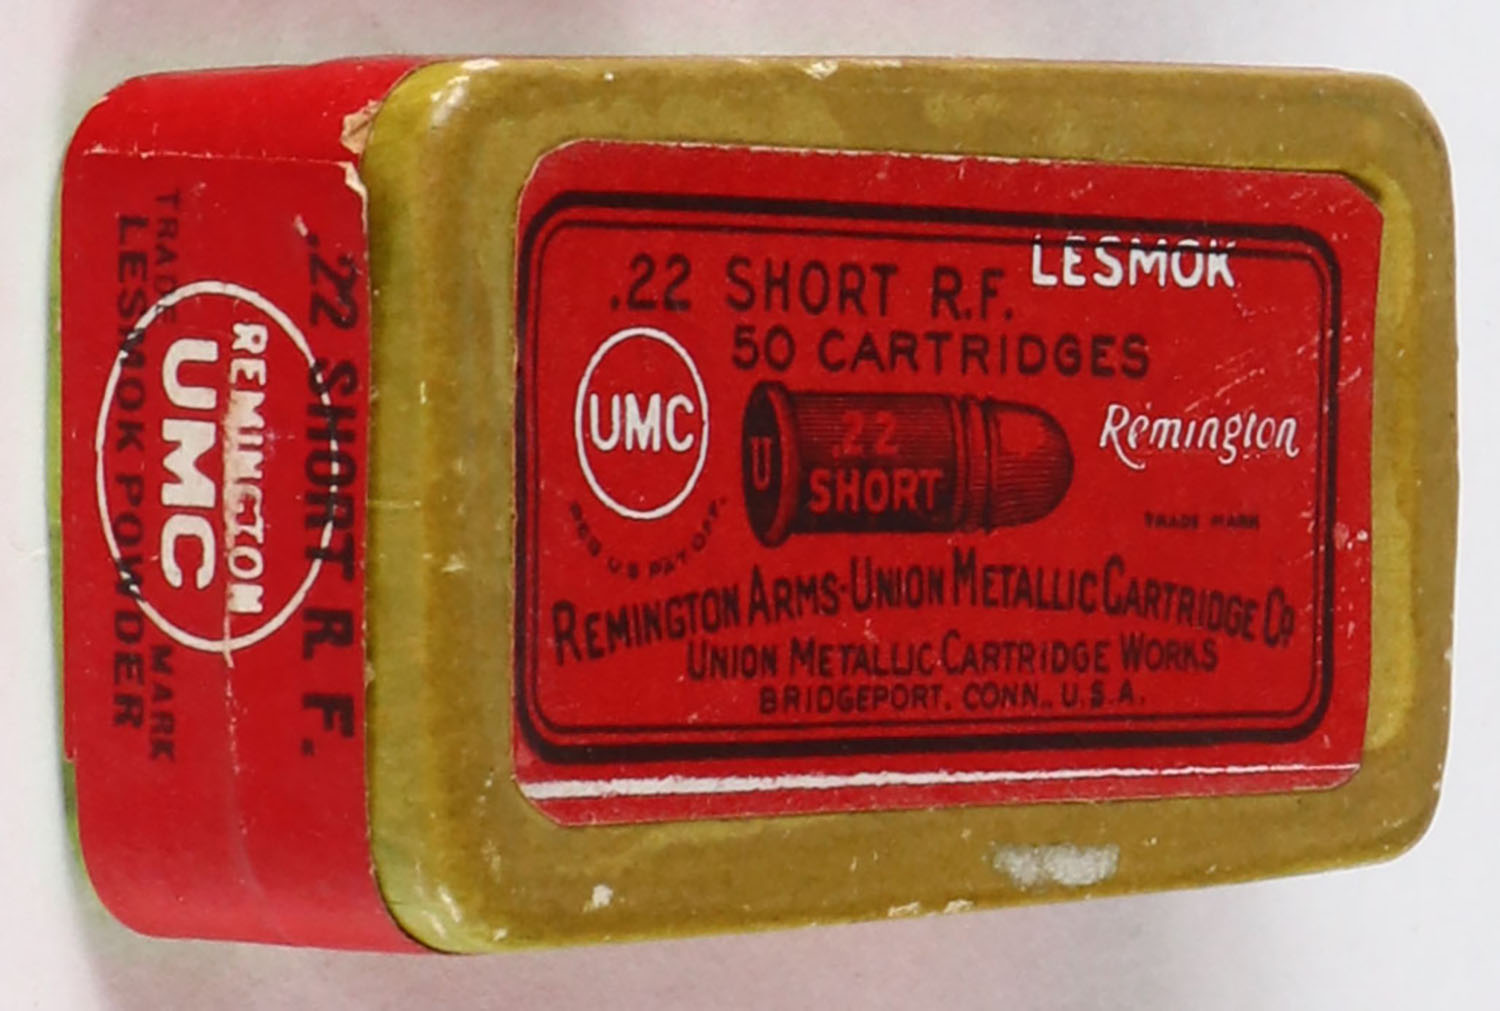 LESMOK
.22 SHORT R.F.
50 CARTRIDGES
UMC
REG. U.S. PAT. OFF.
U
.22
SHORT
Remington
TRADE MARK
REMINGTON ARMS-UNION METALLIC CARTRIDGE CO
UNION METALLIC CARTRIDGE WORKS
BRIDGEPORT, CONN., U.S.A.
.22 SHORT R F.
REMINGTON
UMC
TRADE MARK
LESMOK POWDER